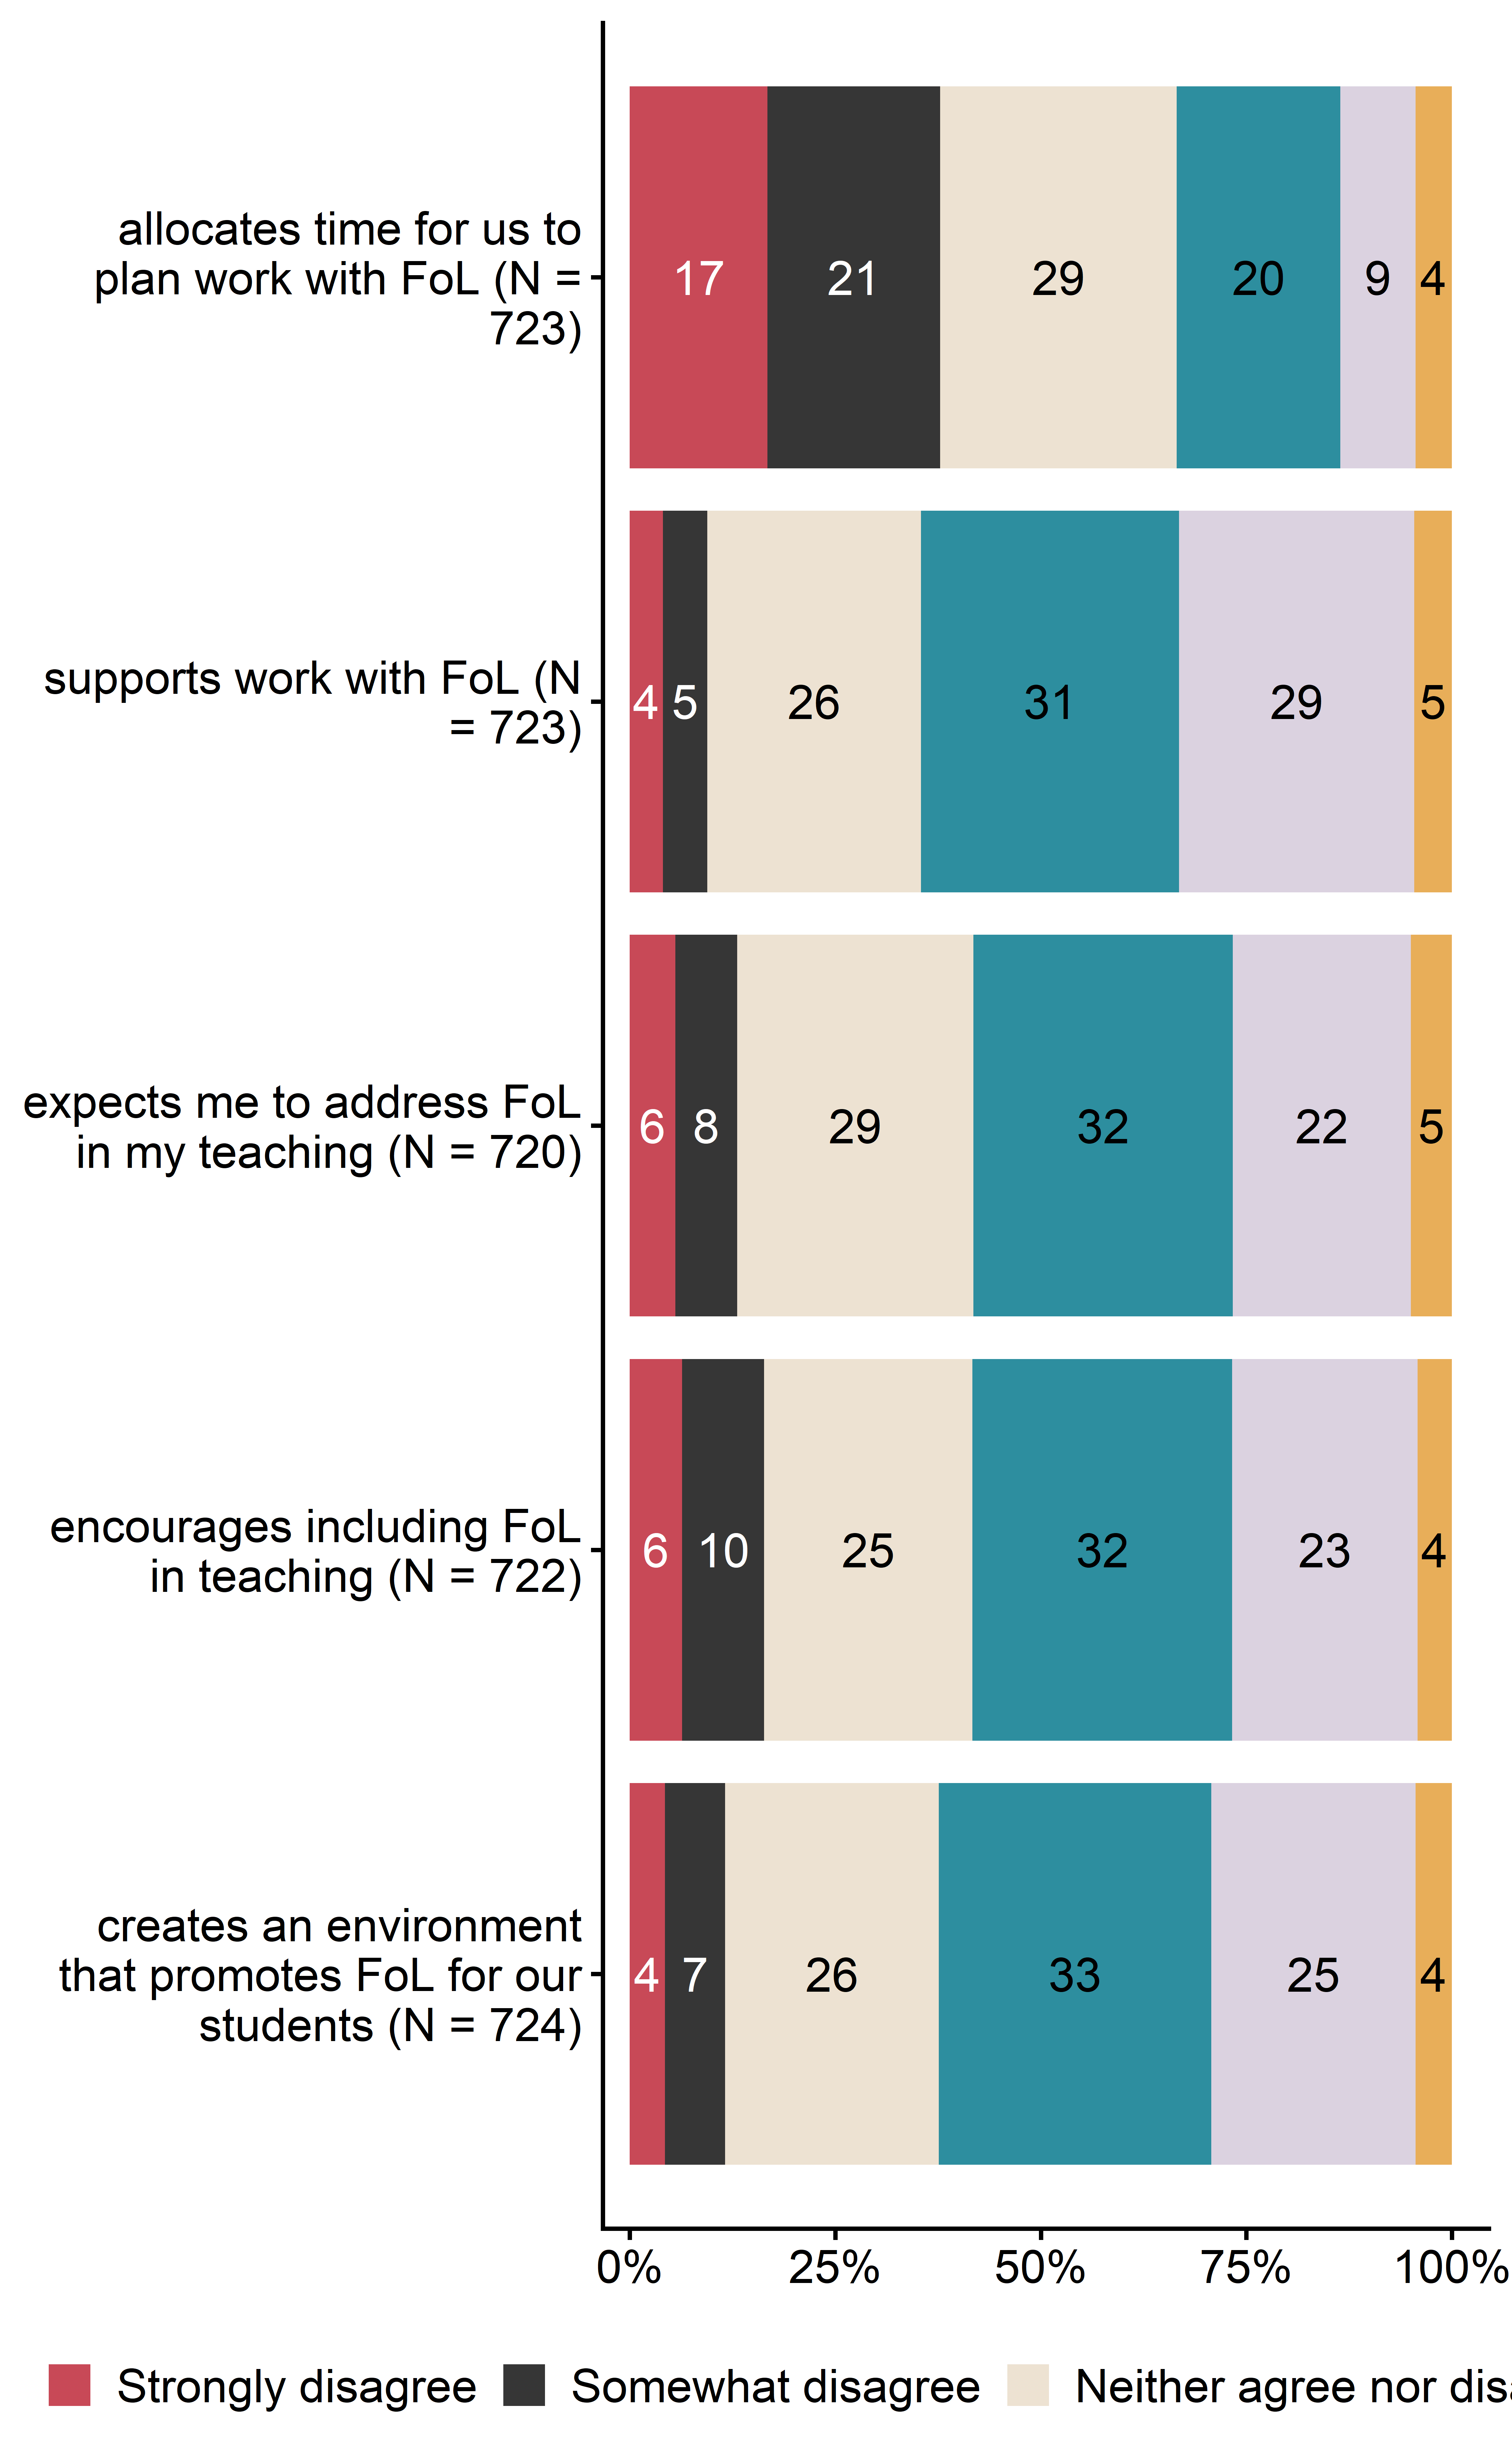 allocates time for us to
plan work with FoL (N =
723)
17 21 29 20 9 4
supports work with FoL (N
= 723)
4 5 26 31 29 5
expects me to address FoL
in my teaching (N = 720)
6 8 29 32 22 5
encourages including FoL
in teaching (N = 722)
6 10 25 32 23 4
creates an environment
that promotes FoL for our
students (N = 724)
4 7 26 33 25 4
0% 25% 50% 75% 100%
Strongly disagree Somewhat disagree Neither agree nor dis